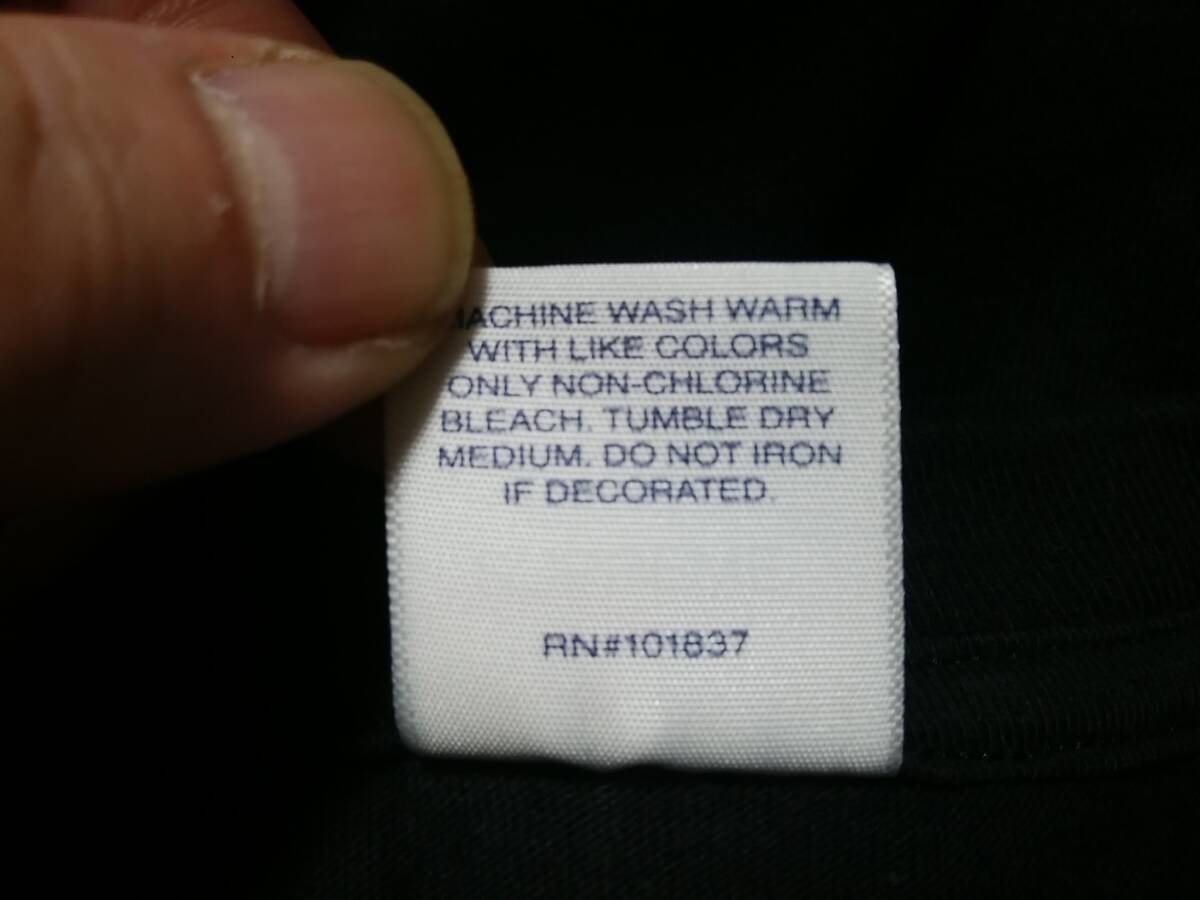 MACHINE WASH WARM
WITH LIKE COLORS
ONLY NON-CHLORINE
BLEACH. TUMBLE DRY
MEDIUM. DO NOT IRON
IF DECORATED.
RN#101837